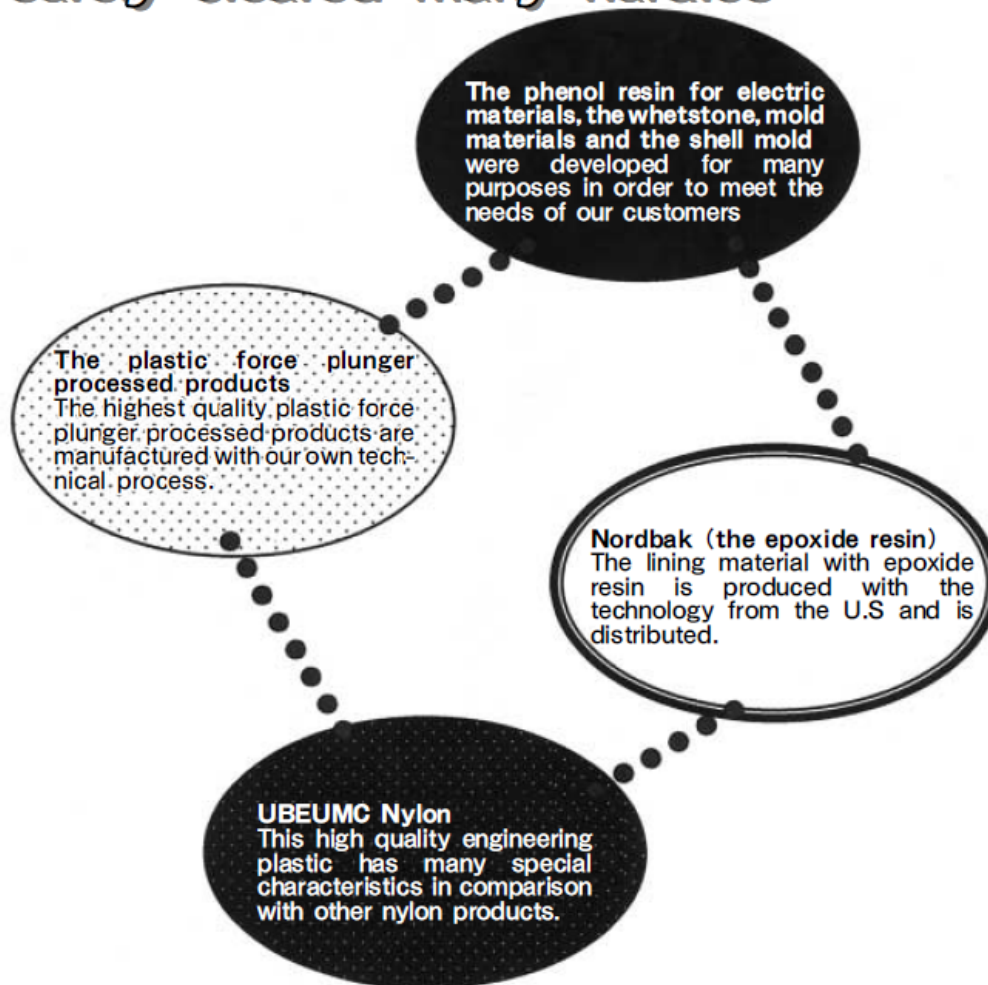 cleared many hurdles
The phenol resin for electric
materials, the whetstone, mold
materials and the shell mold
were developed for many
purposes in order to meet the
needs of our customers
The plastic force plunger
processed products
The highest quality plastic force
plunger processed products are
manufactured with our own tech-
nical process.
Nordbak (the epoxide resin)
The lining material with epoxide
resin is produced with the
technology from the U.S and is
distributed.
UBEUMC Nylon
This high quality engineering
plastic has many special
characteristics in comparison
with other nylon products.